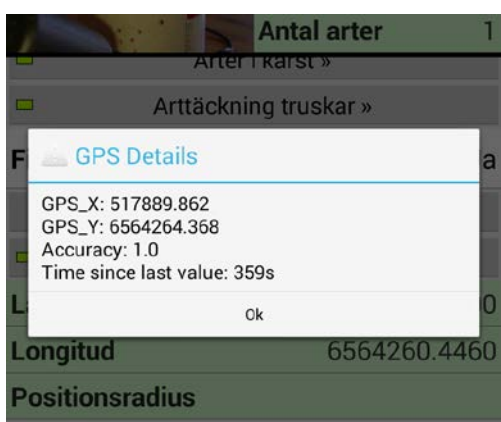 Antal arter 1
Arter i karst »
Arttäckning truskar »
F a
GPS Details
GPS_X: 517889.862
GPS_Y: 6564264.368
Accuracy: 1.0
Time since last value: 359s
Ok
L 0
Longitud 6564260.4460
Positionsradius